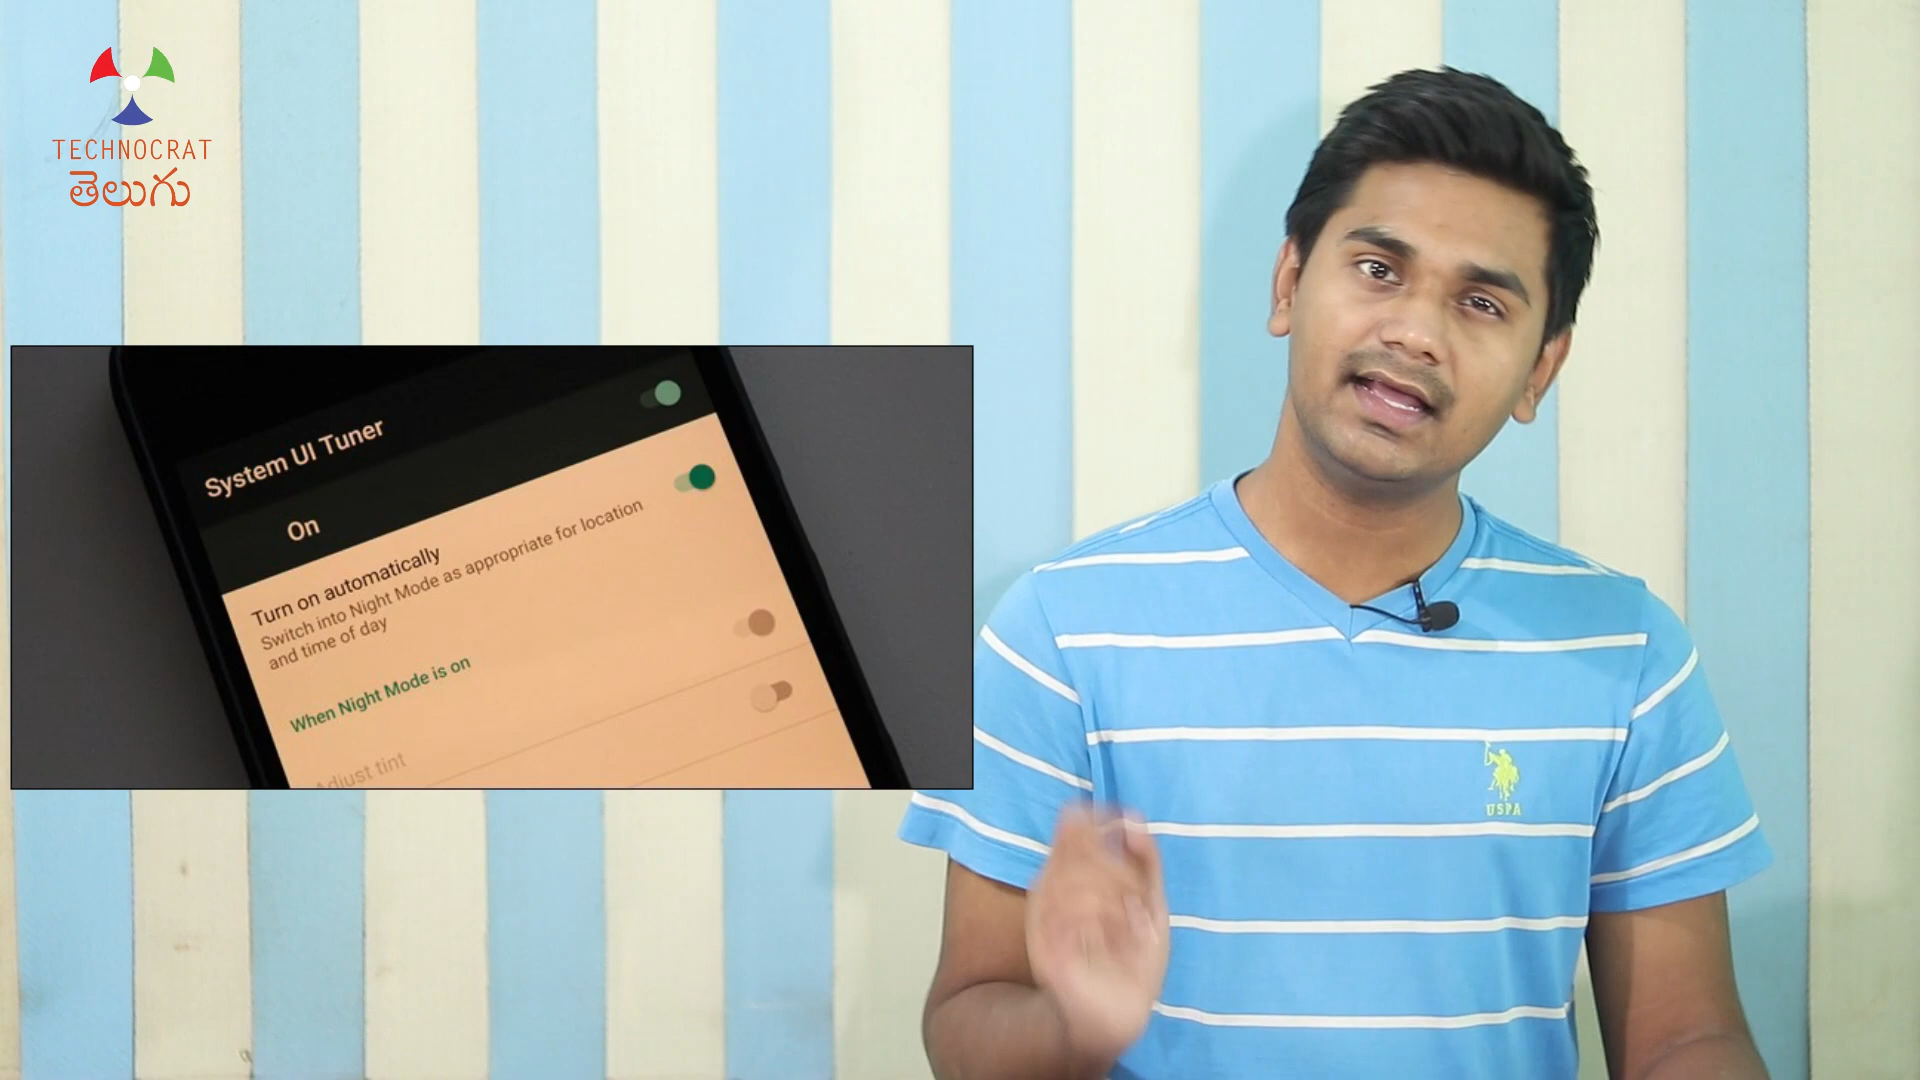 TECHNOCRAT
తెలుగు
System UI Tuner
On
Turn on automatically
Switch into Night Mode as appropriate for location
and time of day
When Night Mode is on
Adjust tint
USPA